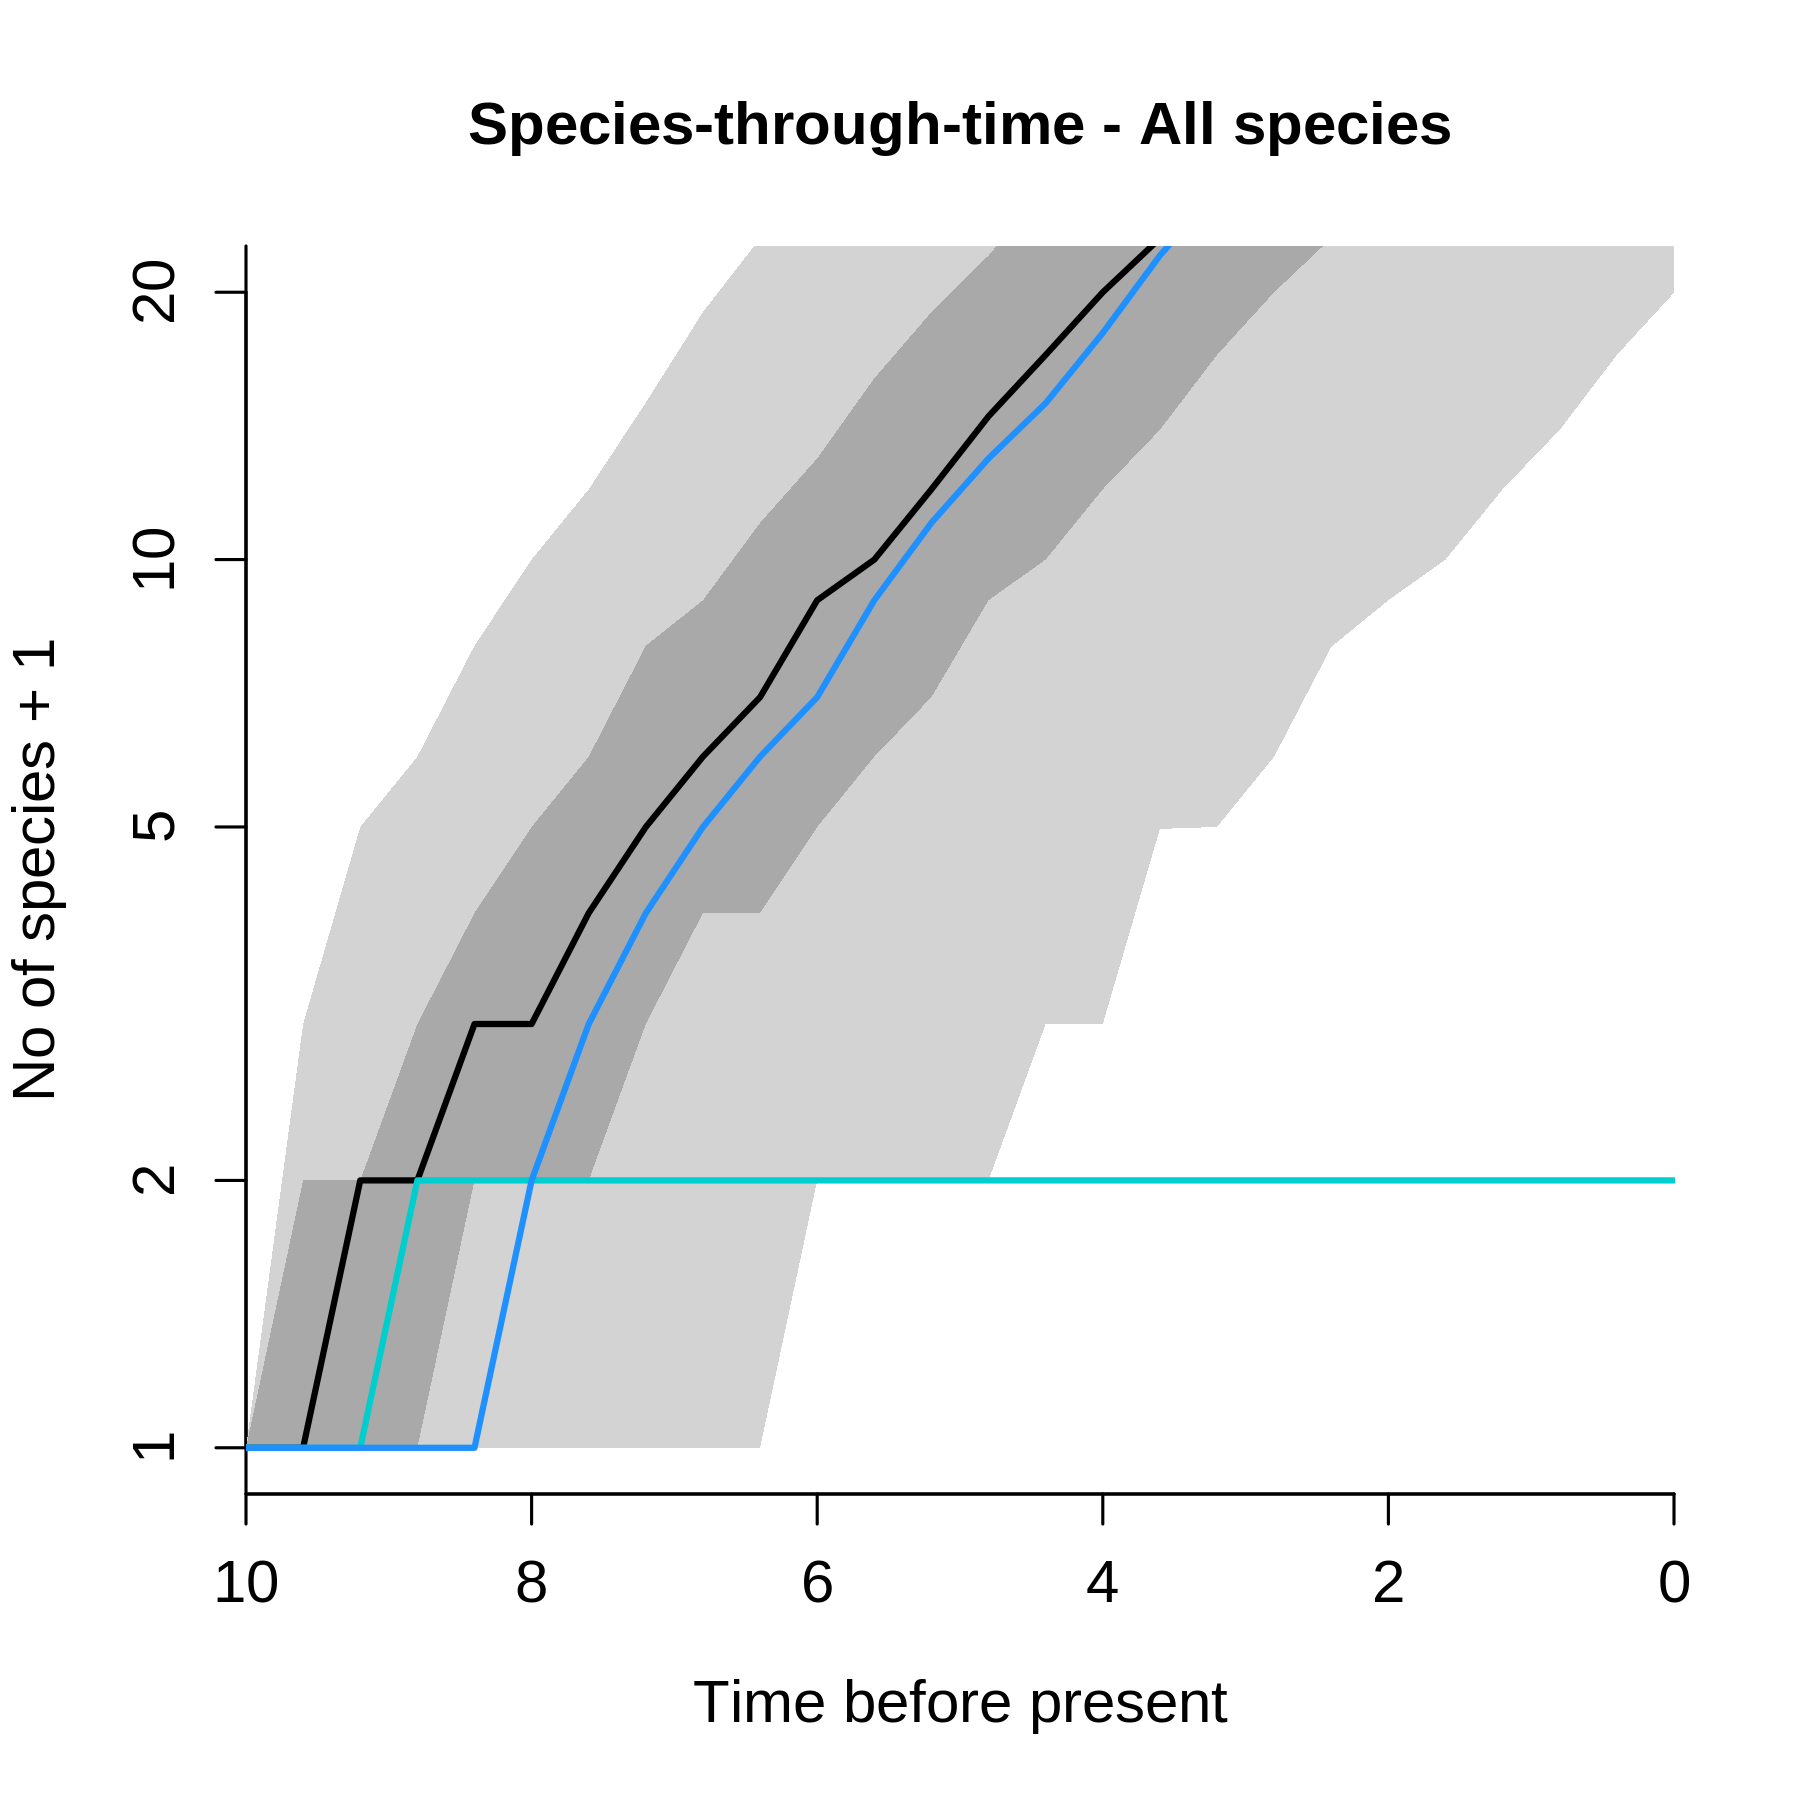 Species-through-time - All species
No of species + 1
20
10
5
2
1
10 8 6 4 2 0
Time before present